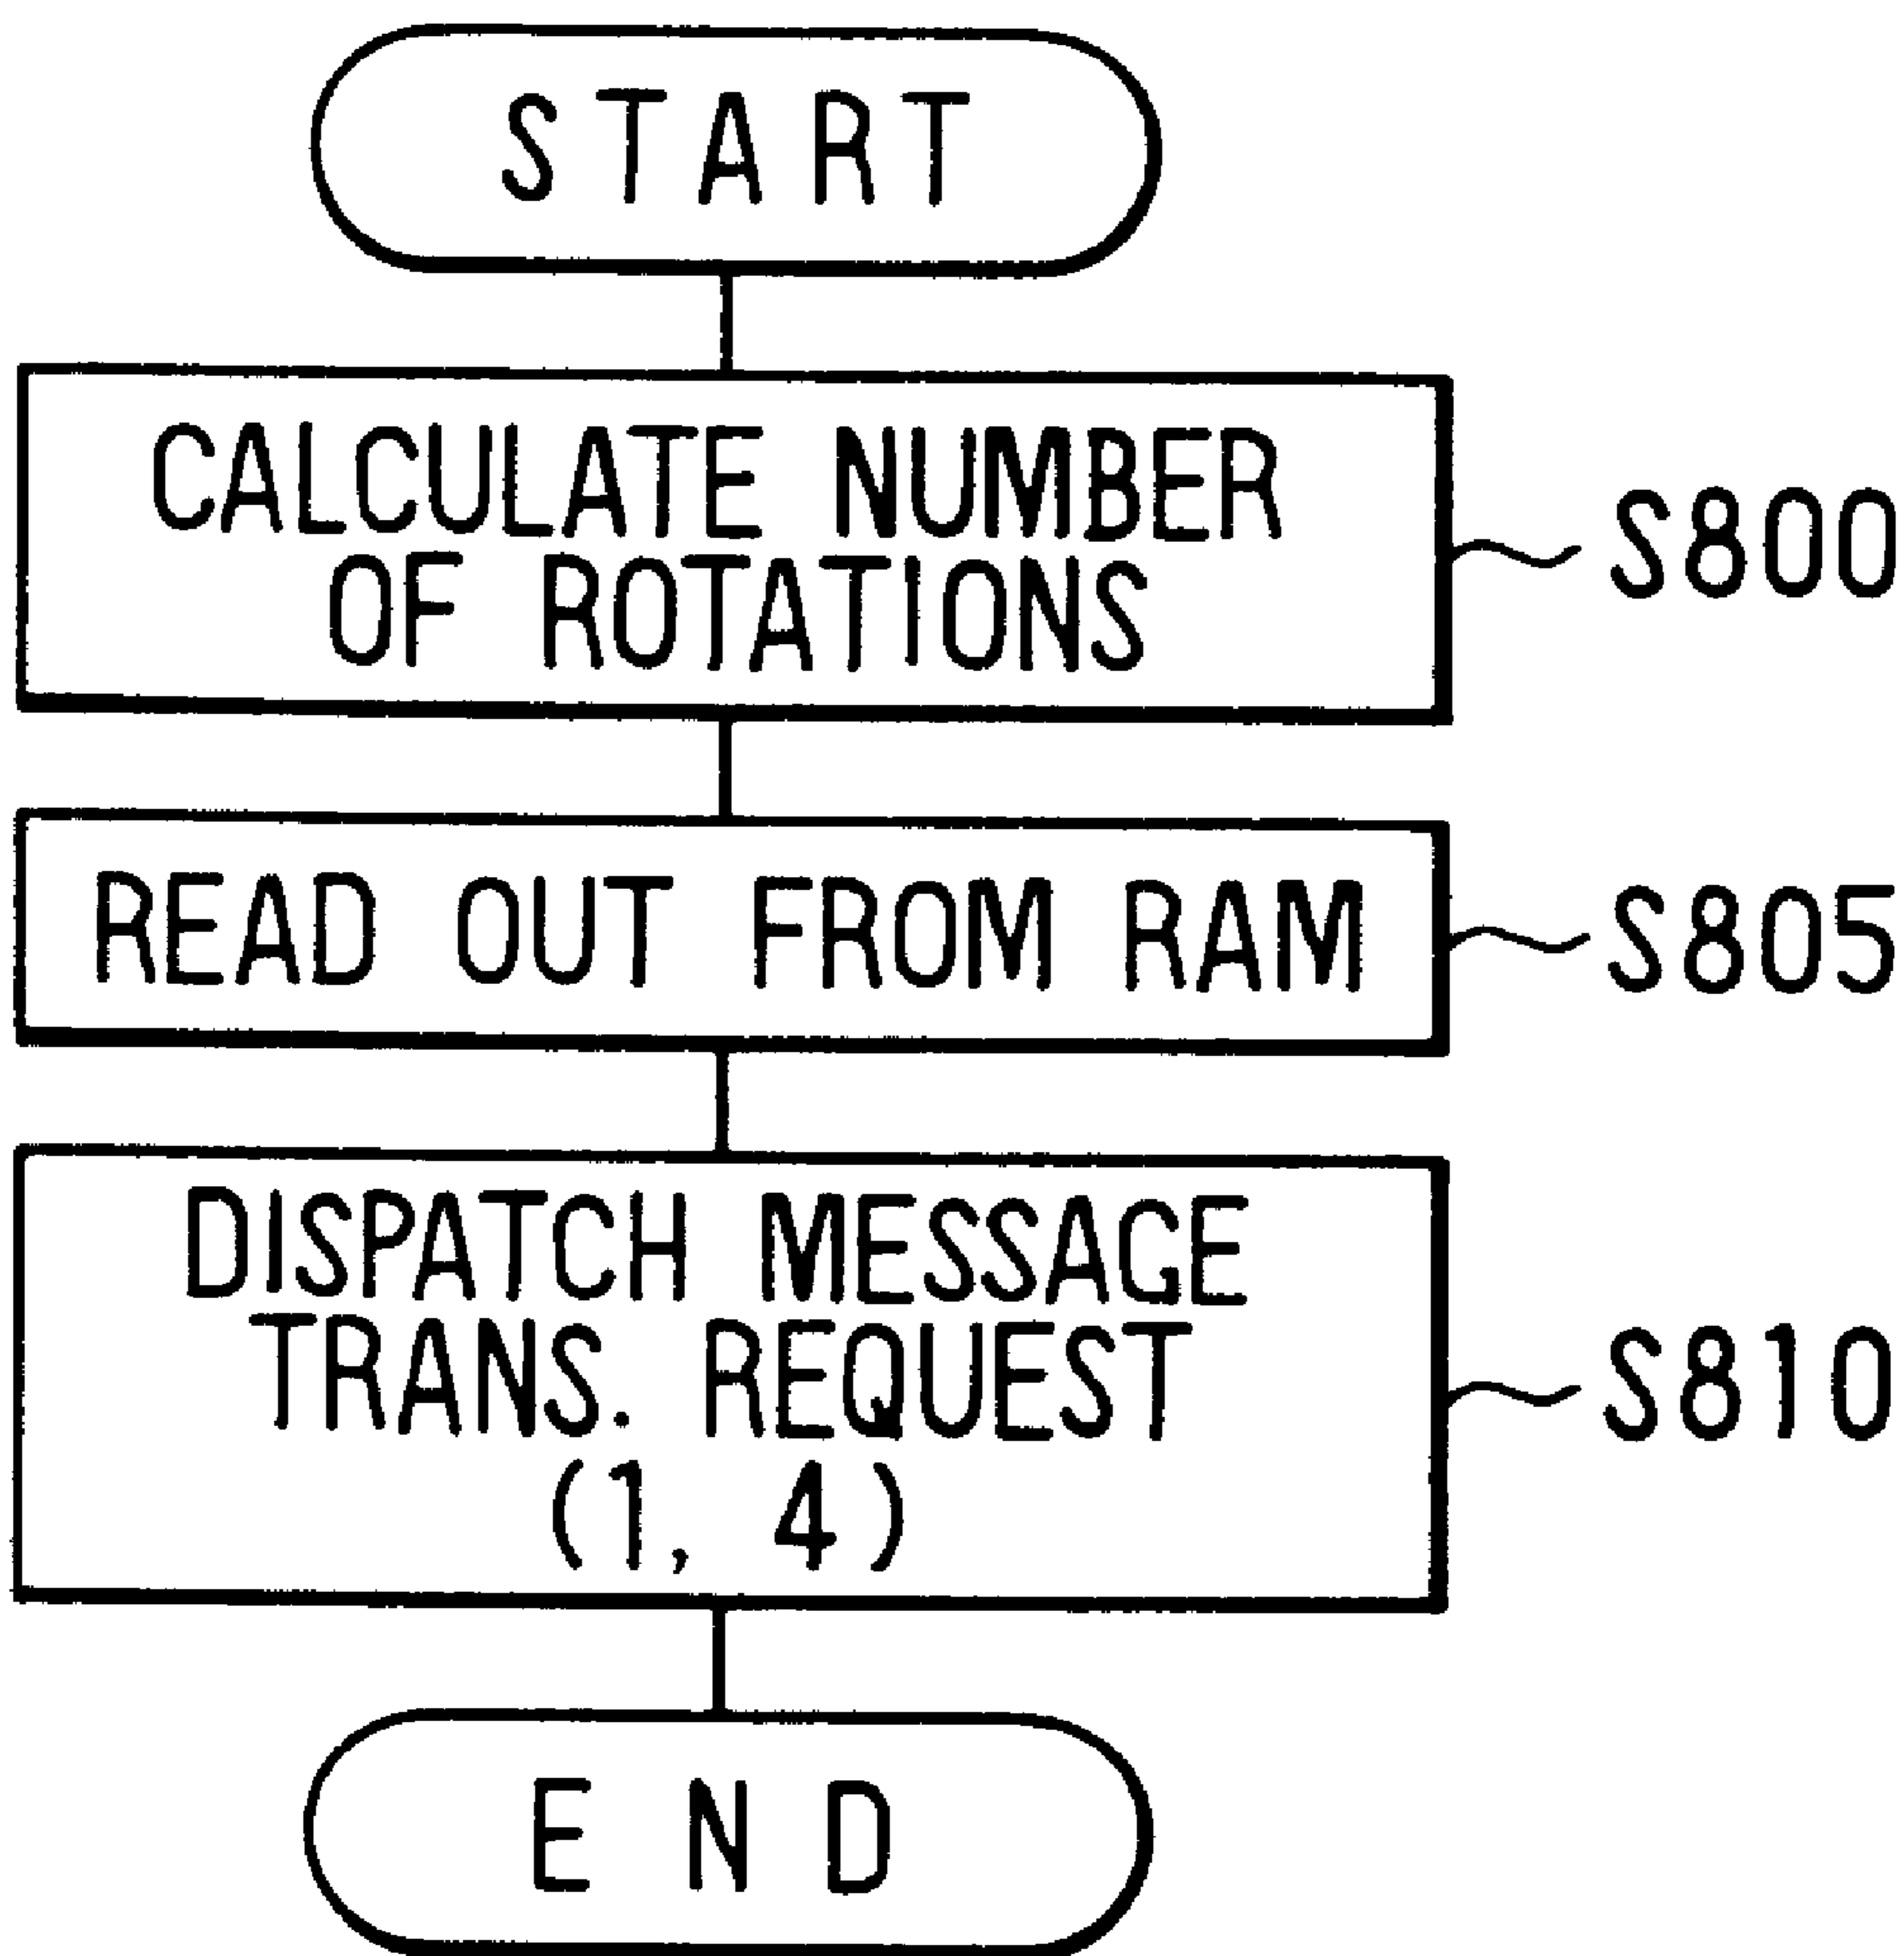 START
CALCULATE NUMBER
OF ROTATIONS
S800
READ OUT FROM RAM
S805
DISPATCH MESSAGE
TRANS. REQUEST
(1, 4)
S810
END